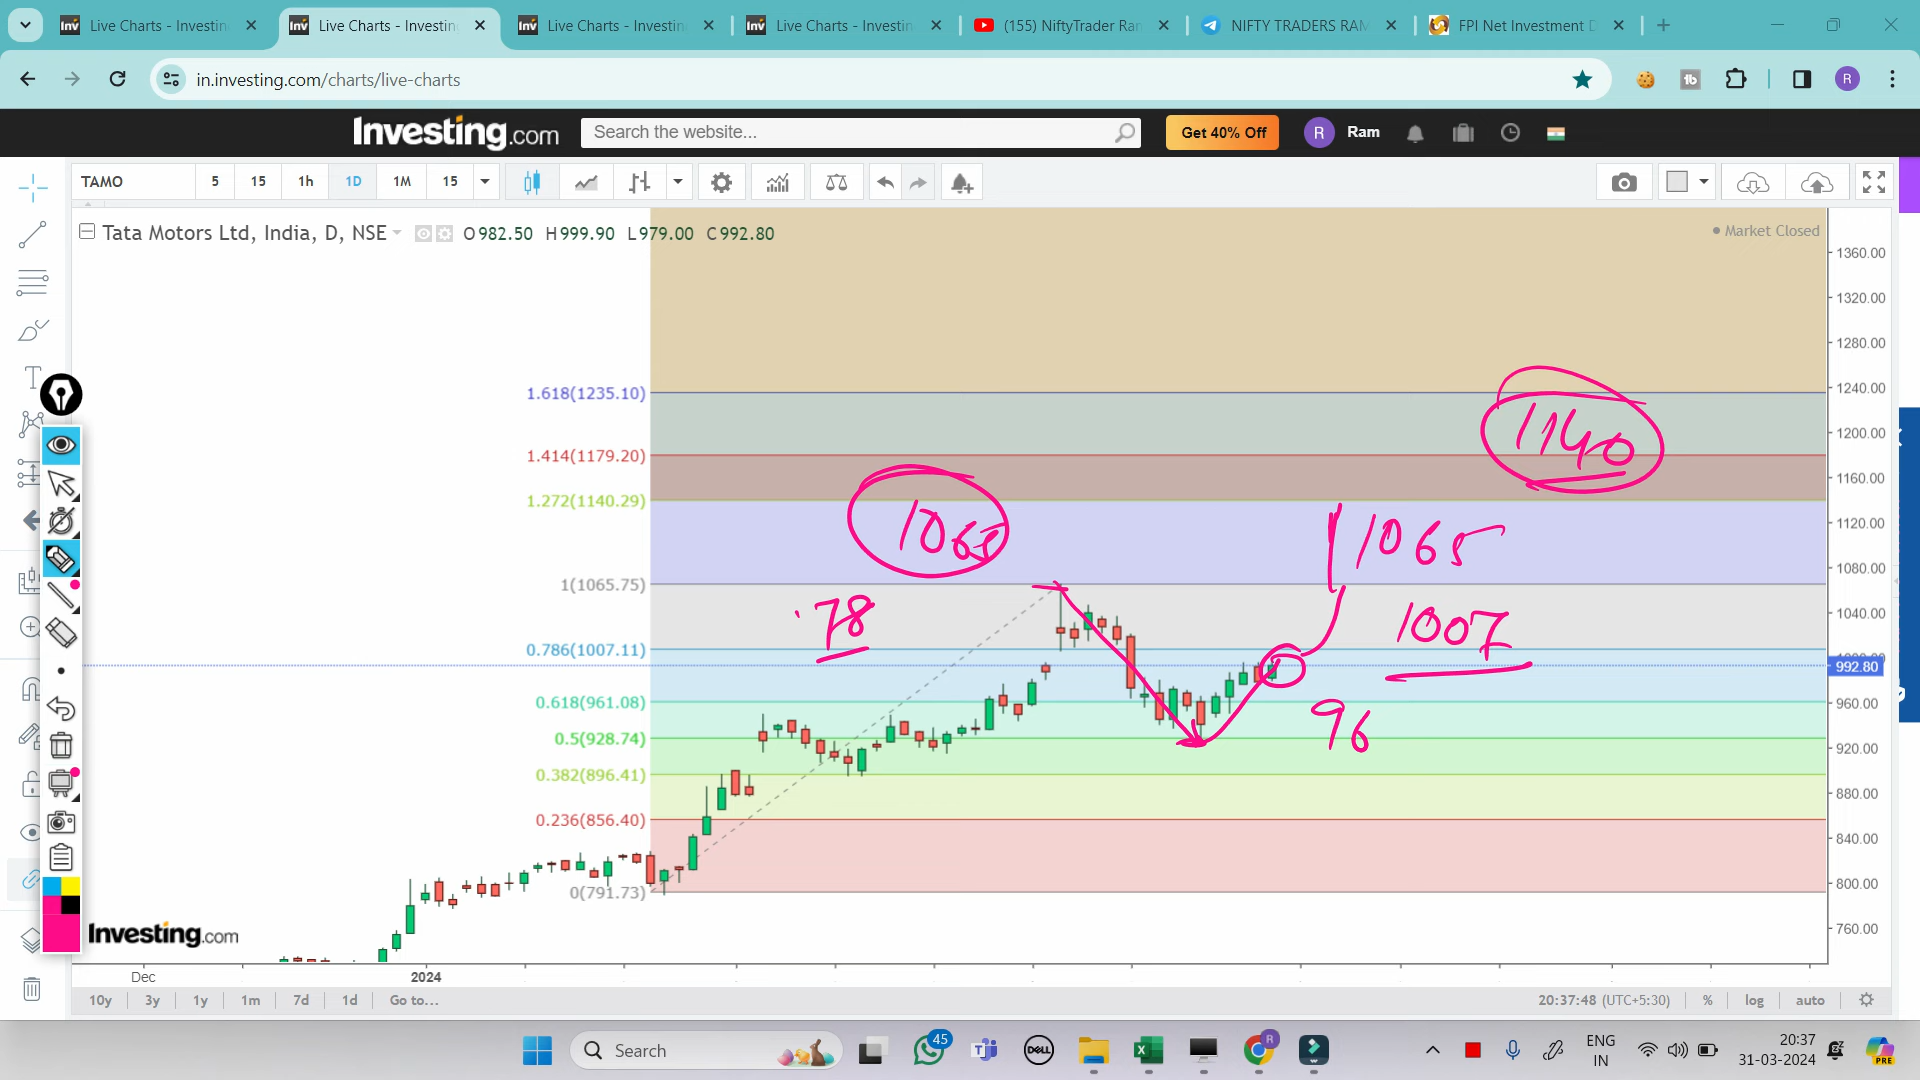 Live Charts - Investin
Live Charts - Investin
Live Charts - Investin
Live Charts - Investin
(155) NiftyTrader Ran
NIFTY TRADERS RAM
FPI Net Investment D
in.investing.com/charts/live-charts
Investing.com
Search the website...
Get 40% Off
R
Ram
TAMO
5
15
1h
1D
1M
15
Tata Motors Ltd, India, D, NSE
O982.50 H999.90 L979.00 C992.80
Market Closed
1360.00
1320.00
1280.00
1240.00
1200.00
1160.00
1120.00
1080.00
1040.00
1000.00
992.80
960.00
920.00
880.00
840.00
800.00
760.00
1.618(1235.10)
1.414(1179.20)
1.272(1140.29)
1(1065.75)
0.786(1007.11)
0.618(961.08)
0.5(928.74)
0.382(896.41)
0.236(856.40)
0(791.73)
1140
1065
1065
.78
1007
96
Investing.com
Dec
2024
10y
3y
1y
1m
7d
1d
Go to...
20:37:48 (UTC+5:30)
%
log
auto
Search
45
DELL
R
ENG
IN
20:37
31-03-2024
PRE